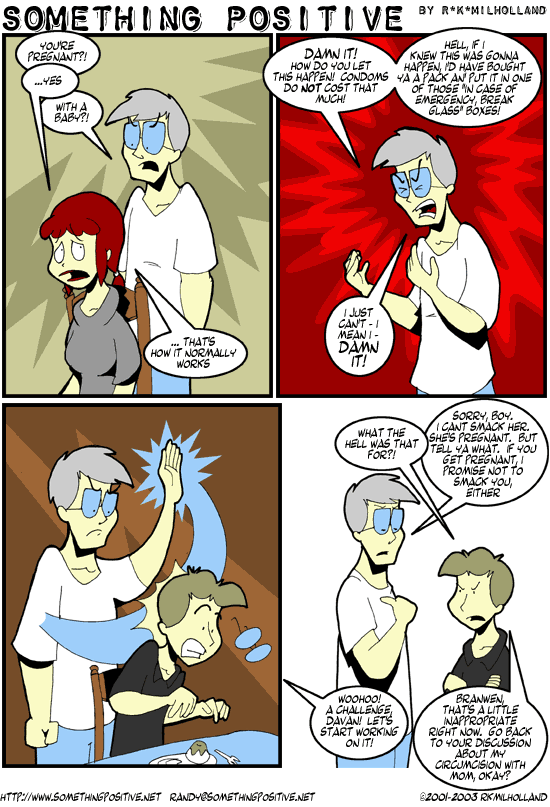 SOMETHING POSITIVE BY R*K*MILHOLLAND
YOU'RE
PREGNANT?!
...YES
WITH A
BABY?!
... THAT'S
HOW IT NORMALLY
WORKS
DAMN IT!
HOW DO YOU LET
THIS HAPPEN! CONDOMS
DO NOT COST THAT
MUCH!
HELL, IF I
KNEW THIS WAS GONNA
HAPPEN, I'D HAVE BOUGHT
YA A PACK AN' PUT IT IN ONE
OF THOSE "IN CASE OF
EMERGENCY, BREAK
GLASS" BOXES!
I JUST
CAN'T - I
MEAN I -
DAMN
IT!
WHAT THE
HELL WAS THAT
FOR?!
SORRY, BOY.
I CANT SMACK HER.
SHE'S PREGNANT. BUT
TELL YA WHAT. IF YOU
GET PREGNANT, I
PROMISE NOT TO
SMACK YOU,
EITHER
WOOHOO!
A CHALLENGE,
DAVAN! LET'S
START WORKING
ON IT!
BRANWEN,
THAT'S A LITTLE
INAPPROPRIATE
RIGHT NOW. GO BACK
TO YOUR DISCUSSION
ABOUT MY
CIRCUMCISION WITH
MOM, OKAY?
HTTP://WWW.SOMETHINGPOSITIVE.NET RANDY@SOMETHINGPOSITIVE.NET ©2001-2003 RKMILHOLLAND